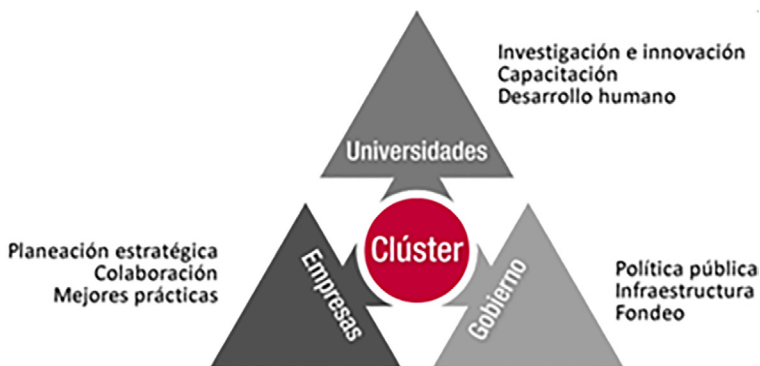 Investigación e innovación
Capacitación
Desarrollo humano
Universidades
Clúster
Planeación estratégica
Colaboración
Mejores prácticas
Empresas
Gobierno
Política pública
Infraestructura
Fondeo